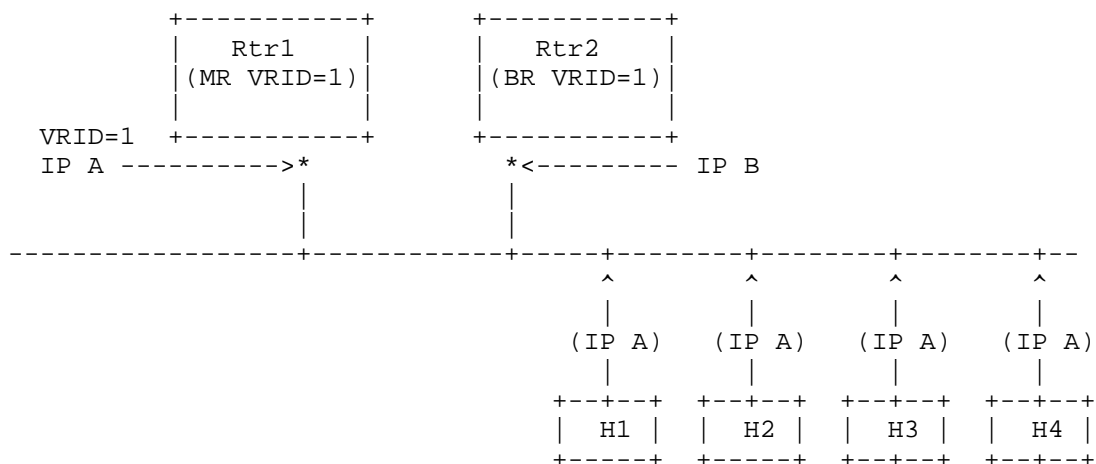 Rtr1 Rtr2
(MR VRID=1) (BR VRID=1)
VRID=1
IP A IP B
(IP A) (IP A) (IP A) (IP A)
H1 H2 H3 H4